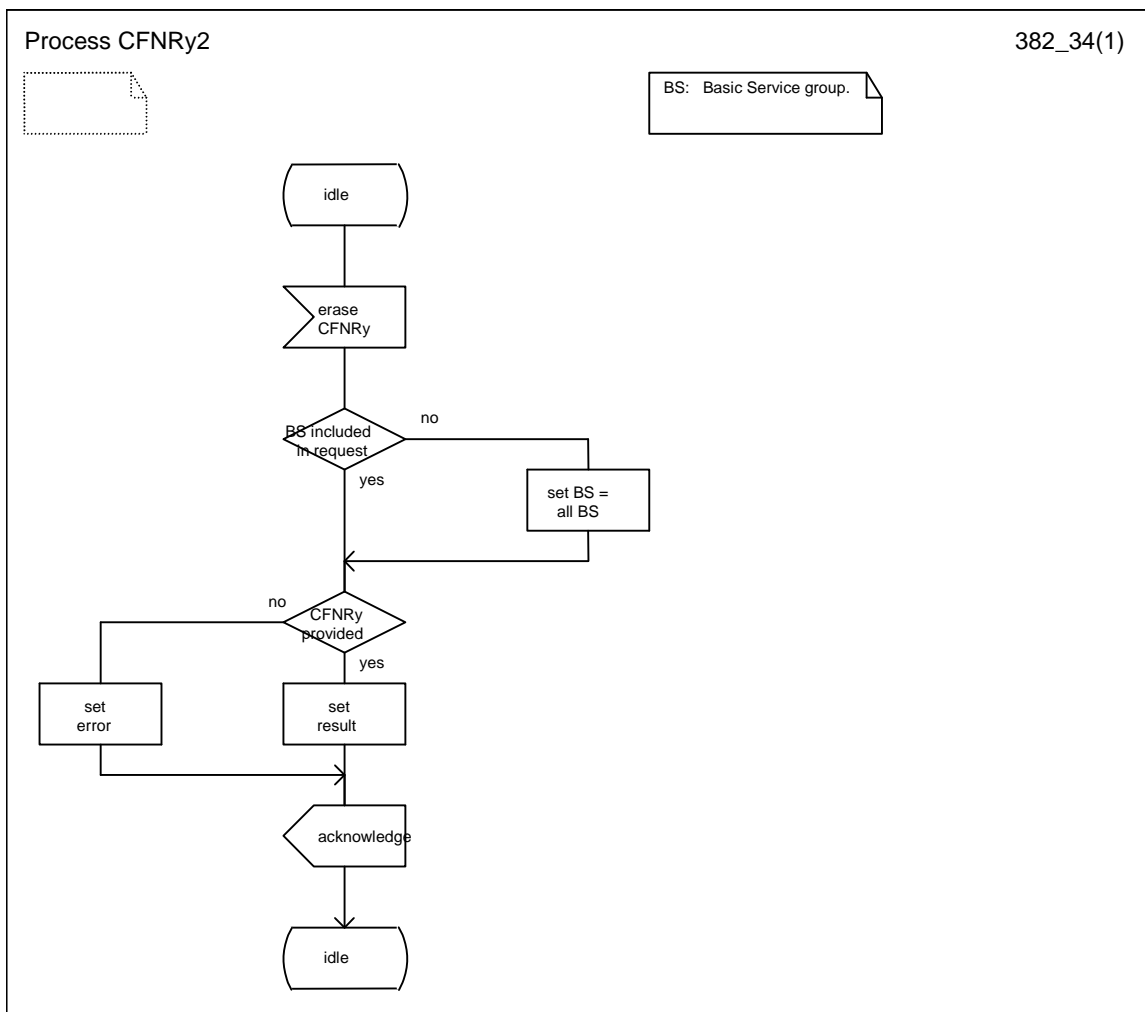 Process CFNRy2
382_34(1)
BS: Basic Service group.
idle
erase
CFNRy
BS included
in request
no
yes
set BS =
all BS
no
CFNRy
provided
yes
set
error
set
result
acknowledge
idle